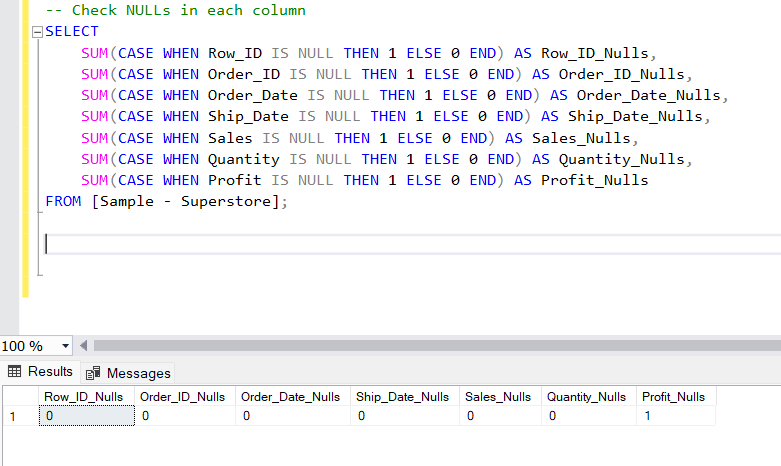 -- Check NULLs in each column
SELECT
SUM(CASE WHEN Row_ID IS NULL THEN 1 ELSE 0 END) AS Row_ID_Nulls,
SUM(CASE WHEN Order_ID IS NULL THEN 1 ELSE 0 END) AS Order_ID_Nulls,
SUM(CASE WHEN Order_Date IS NULL THEN 1 ELSE 0 END) AS Order_Date_Nulls,
SUM(CASE WHEN Ship_Date IS NULL THEN 1 ELSE 0 END) AS Ship_Date_Nulls,
SUM(CASE WHEN Sales IS NULL THEN 1 ELSE 0 END) AS Sales_Nulls,
SUM(CASE WHEN Quantity IS NULL THEN 1 ELSE 0 END) AS Quantity_Nulls,
SUM(CASE WHEN Profit IS NULL THEN 1 ELSE 0 END) AS Profit_Nulls
FROM [Sample - Superstore];
100 %
Results Messages
Row_ID_Nulls Order_ID_Nulls Order_Date_Nulls Ship_Date_Nulls Sales_Nulls Quantity_Nulls Profit_Nulls
1 0 0 0 0 0 0 1